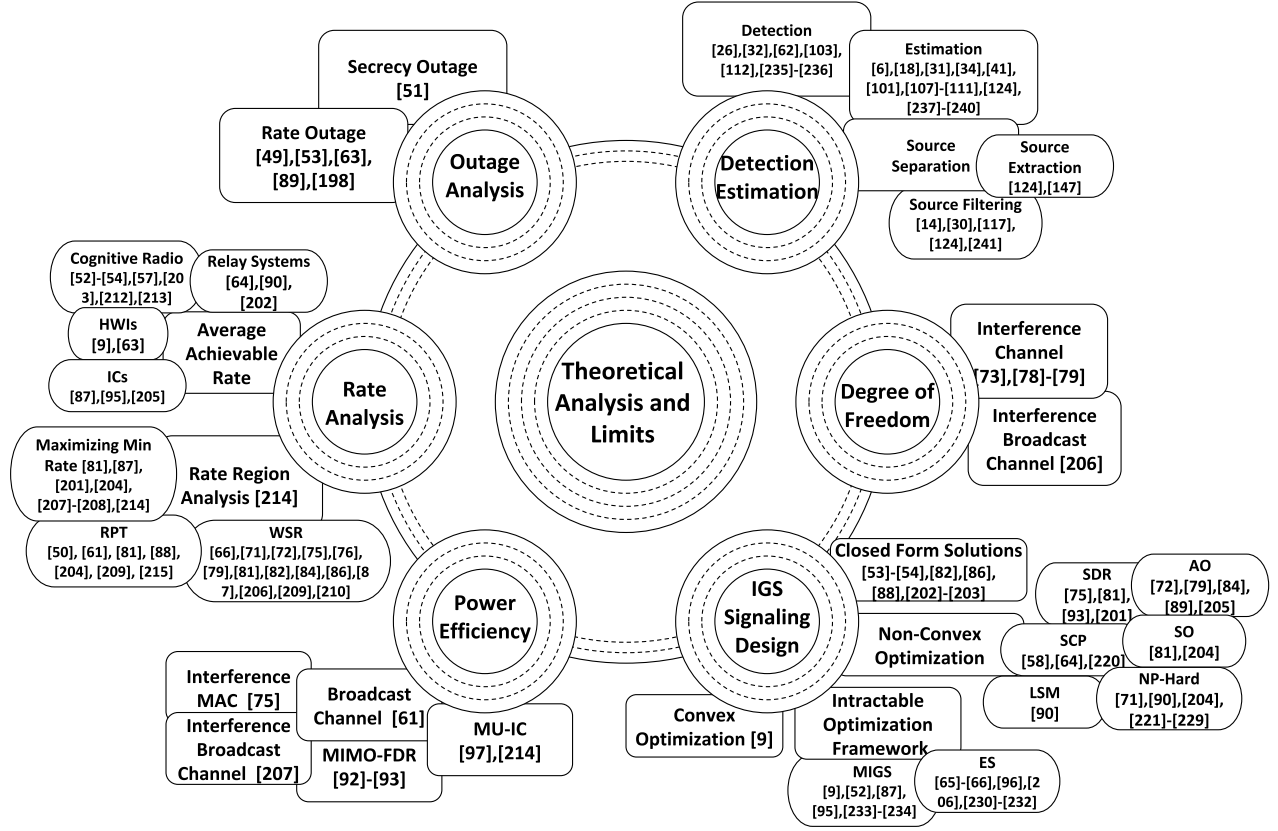 Secrecy Outage
[51]
Rate Outage
[49],[53],[63],
[89],[198]
Outage
Analysis
Detection
[26],[32],[62],[103],
[112],[235]-[236]
Estimation
[6],[18],[31],[34],[41],
[101],[107]-[111],[124],
[237]-[240]
Source
Separation
Source
Extraction
[124],[147]
Source Filtering
[14],[30],[117],
[124],[241]
Detection
Estimation
Cognitive Radio
[52]-[54],[57],[20
3],[212],[213]
Relay Systems
[64],[90],
[202]
HWIs
[9],[63]
Average
Achievable
Rate
ICs
[87],[95],[205]
Rate
Analysis
Theoretical
Analysis and
Limits
Degree of
Freedom
Interference
Channel
[73],[78]-[79]
Interference
Broadcast
Channel [206]
Maximizing Min
Rate [81],[87],
[201],[204],
[207]-[208],[214]
Rate Region
Analysis [214]
RPT
[50], [61], [81], [88],
[204], [209], [215]
WSR
[66],[71],[72],[75],[76],
[79],[81],[82],[84],[86],[8
7],[206],[209],[210]
Power
Efficiency
Interference
MAC [75]
Broadcast
Channel [61]
Interference
Broadcast
Channel [207]
MIMO-FDR
[92]-[93]
MU-IC
[97],[214]
IGS
Signaling
Design
Closed Form Solutions
[53]-[54],[82],[86],
[88],[202]-[203]
Non-Convex
Optimization
SDR
[75],[81],
[93],[201]
AO
[72],[79],[84],
[89],[205]
SCP
[58],[64],[220]
SO
[81],[204]
LSM
[90]
NP-Hard
[71],[90],[204],
[221]-[229]
Convex
Optimization [9]
Intractable
Optimization
Framework
MIGS
[9],[52],[87],
[95],[233]-[234]
ES
[65]-[66],[96],[2
06],[230]-[232]